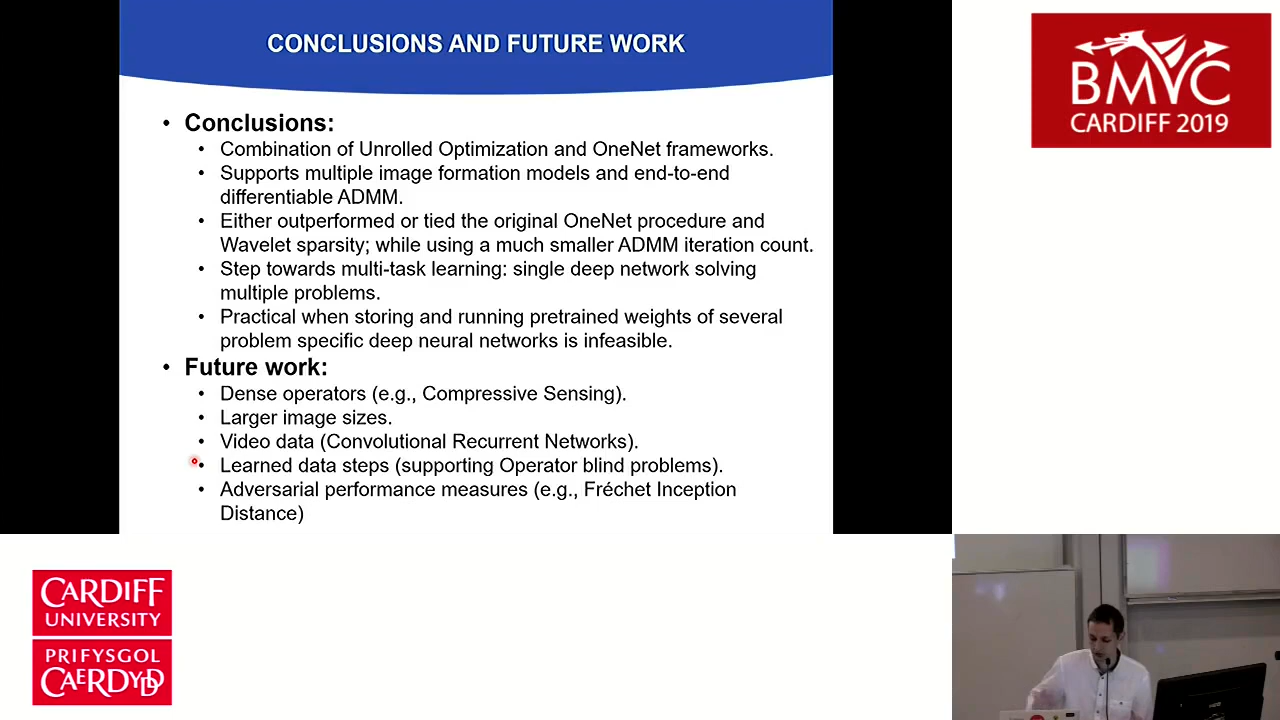 CONCLUSIONS AND FUTURE WORK
• Conclusions:
• Combination of Unrolled Optimization and OneNet frameworks.
• Supports multiple image formation models and end-to-end
differentiable ADMM.
• Either outperformed or tied the original OneNet procedure and
Wavelet sparsity; while using a much smaller ADMM iteration count.
• Step towards multi-task learning: single deep network solving
multiple problems.
• Practical when storing and running pretrained weights of several
problem specific deep neural networks is infeasible.
• Future work:
• Dense operators (e.g., Compressive Sensing).
• Larger image sizes.
• Video data (Convolutional Recurrent Networks).
• Learned data steps (supporting Operator blind problems).
• Adversarial performance measures (e.g., Fréchet Inception
Distance)
BMVC
CARDIFF 2019
CARDIFF
UNIVERSITY
PRIFYSGOL
CAERDYDD